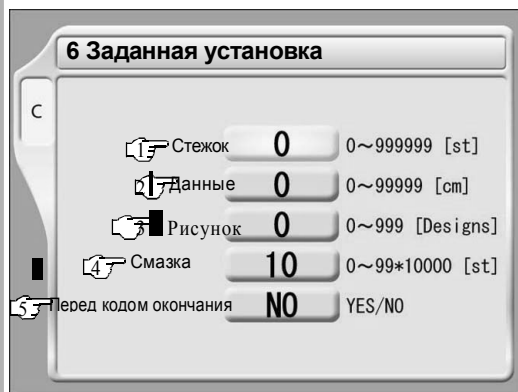 6 Заданная установка
C
1 Стежок 0 0~999999 [st]
2 Данные 0 0~99999 [cm]
3 Рисунок 0 0~999 [Designs]
4 Смазка 10 0~99*10000 [st]
5 Перед кодом окончания NO YES/NO